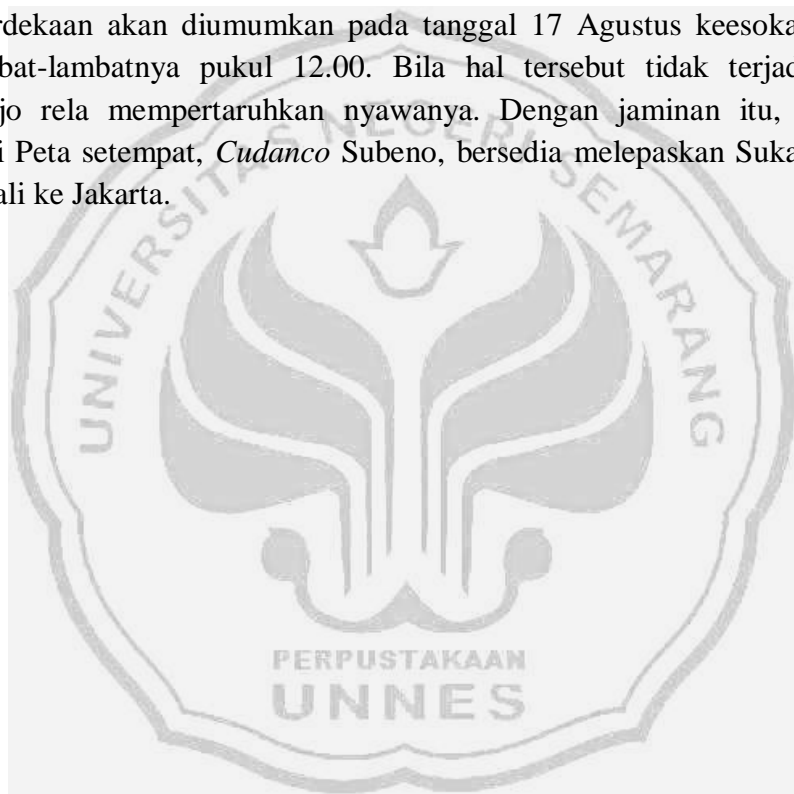 rdekaan akan diumumkan pada tanggal 17 Agustus keesoka
bat-lambatnya pukul 12.00. Bila hal tersebut tidak terjad
jo rela mempertaruhkan nyawanya. Dengan jaminan itu,
i Peta setempat, Cudanco Subeno, bersedia melepaskan Suka
ali ke Jakarta.
UNIVERSITAS NEGERI SEMARANG
PERPUSTAKAAN
UNNES